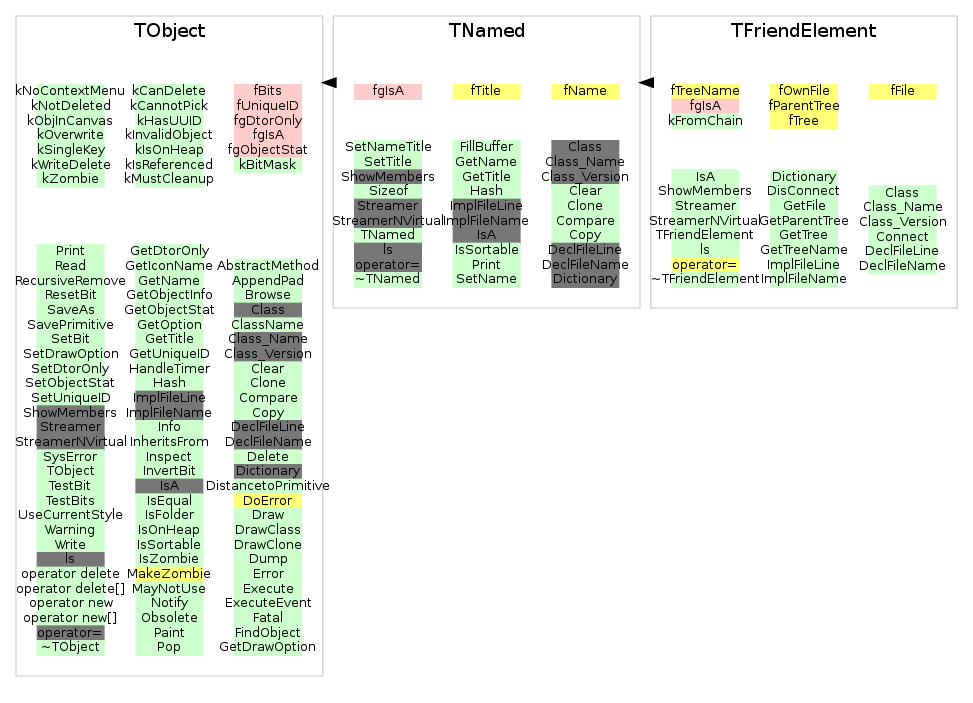 TObject
kNoContextMenu kCanDelete fBits
kNotDeleted kCannotPick fUniqueID
kObjInCanvas kHasUUID fgDtorOnly
kOverwrite kInvalidObject fgIsA
kSingleKey kIsOnHeap fgObjectStat
kWriteDelete kIsReferenced kBitMask
kZombie kMustCleanup
Print GetDtorOnly
Read GetIconName AbstractMethod
RecursiveRemove GetName AppendPad
ResetBit GetObjectInfo Browse
SaveAs GetObjectStat Class
SavePrimitive GetOption ClassName
SetBit GetTitle Class_Name
SetDrawOption GetUniqueID Class_Version
SetDtorOnly HandleTimer Clear
SetObjectStat Hash Clone
SetUniqueID ImplFileLine Compare
ShowMembers ImplFileName Copy
Streamer Info DeclFileLine
StreamerNVirtual InheritsFrom DeclFileName
SysError Inspect Delete
TObject InvertBit Dictionary
TestBit IsA DistancetoPrimitive
TestBits IsEqual DoError
UseCurrentStyle IsFolder Draw
Warning IsOnHeap DrawClass
Write IsSortable DrawClone
ls IsZombie Dump
operator delete MakeZombie Error
operator delete[] MayNotUse Execute
operator new Notify ExecuteEvent
operator new[] Obsolete Fatal
operator= Paint FindObject
~TObject Pop GetDrawOption
TNamed
fgIsA fTitle fName
SetNameTitle FillBuffer Class
SetTitle GetName Class_Name
ShowMembers GetTitle Class_Version
Sizeof Hash Clear
Streamer ImplFileLine Clone
StreamerNVirtual ImplFileName Compare
TNamed IsA Copy
ls IsSortable DeclFileLine
operator= Print DeclFileName
~TNamed SetName Dictionary
TFriendElement
fTreeName fOwnFile fFile
fgIsA fParentTree
kFromChain fTree
IsA Dictionary
ShowMembers DisConnect Class
Streamer GetFile Class_Name
StreamerNVirtual GetParentTree Class_Version
TFriendElement GetTree Connect
ls GetTreeName DeclFileLine
operator= ImplFileLine DeclFileName
~TFriendElement ImplFileName